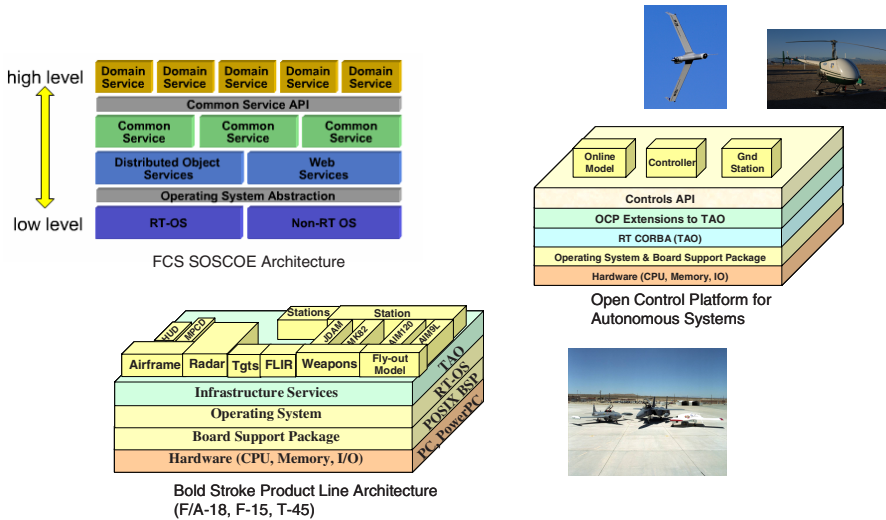 high level
low level
Domain Service
Domain Service
Domain Service
Domain Service
Domain Service
Common Service API
Common Service
Common Service
Common Service
Distributed Object Services
Web Services
Operating System Abstraction
RT-OS
Non-RT OS
FCS SOSCOE Architecture
Online Model
Controller
Gnd Station
Controls API
OCP Extensions to TAO
RT CORBA (TAO)
Operating System & Board Support Package
Hardware (CPU, Memory, IO)
Open Control Platform for
Autonomous Systems
Stations
Station
HUD
MPCD
JDAM
MK82
AIM120
AIM9L
Airframe
Radar
Tgts
FLIR
Weapons
Fly-out Model
TAO
RT-OS
POSIX BSP
PC, PowerPC
Infrastructure Services
Operating System
Board Support Package
Hardware (CPU, Memory, I/O)
Bold Stroke Product Line Architecture
(F/A-18, F-15, T-45)